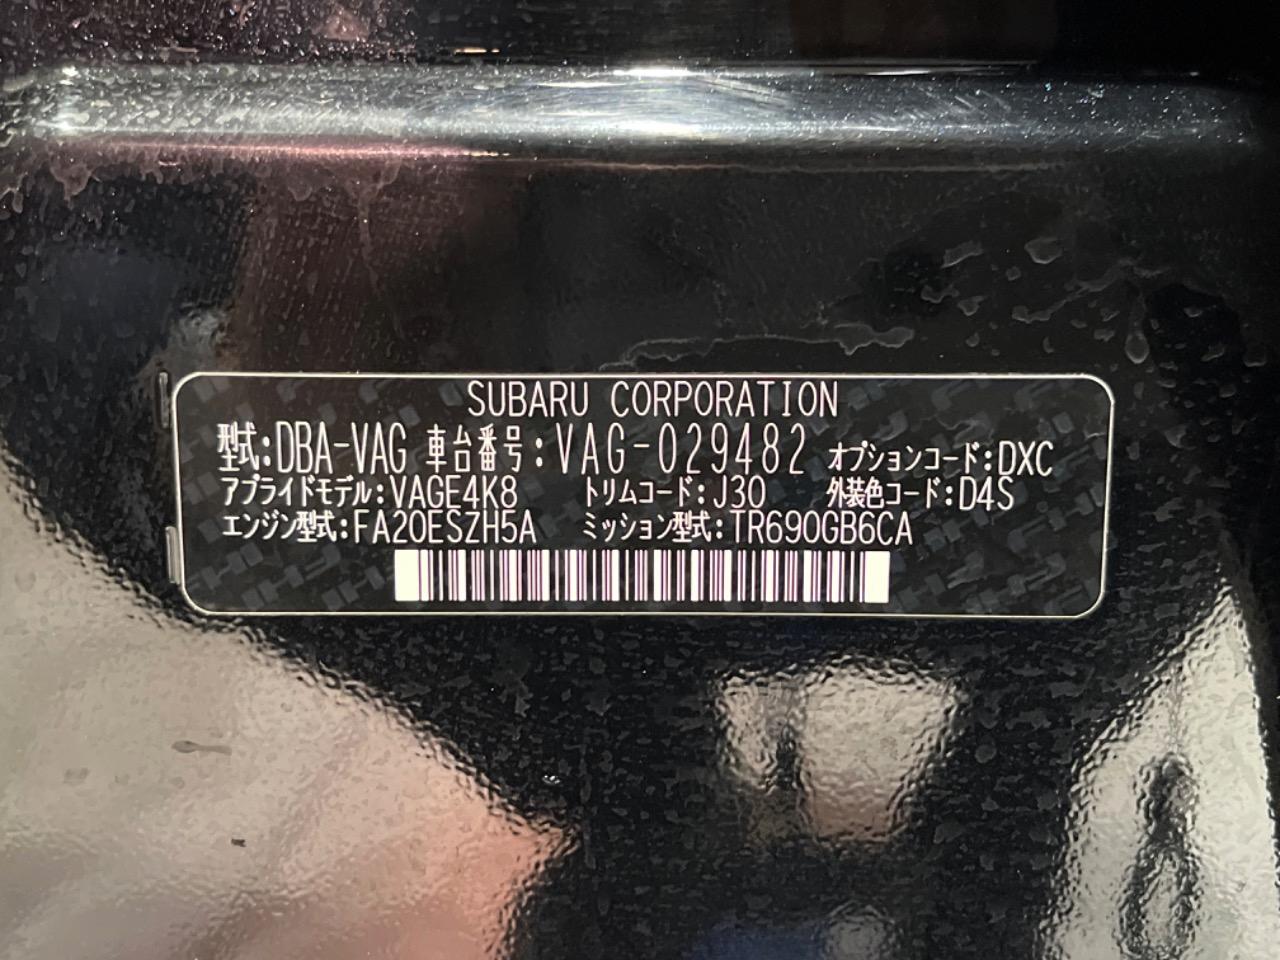 SUBARU CORPORATION
型式:DBA-VAG 車台番号:VAG-029482 オプションコード:DXC
アプライドモデル:VAGE4K8 トリムコード:J30 外装色コード:D4S
エンジン型式:FA20ESZH5A ミッション型式:TR690GB6CA